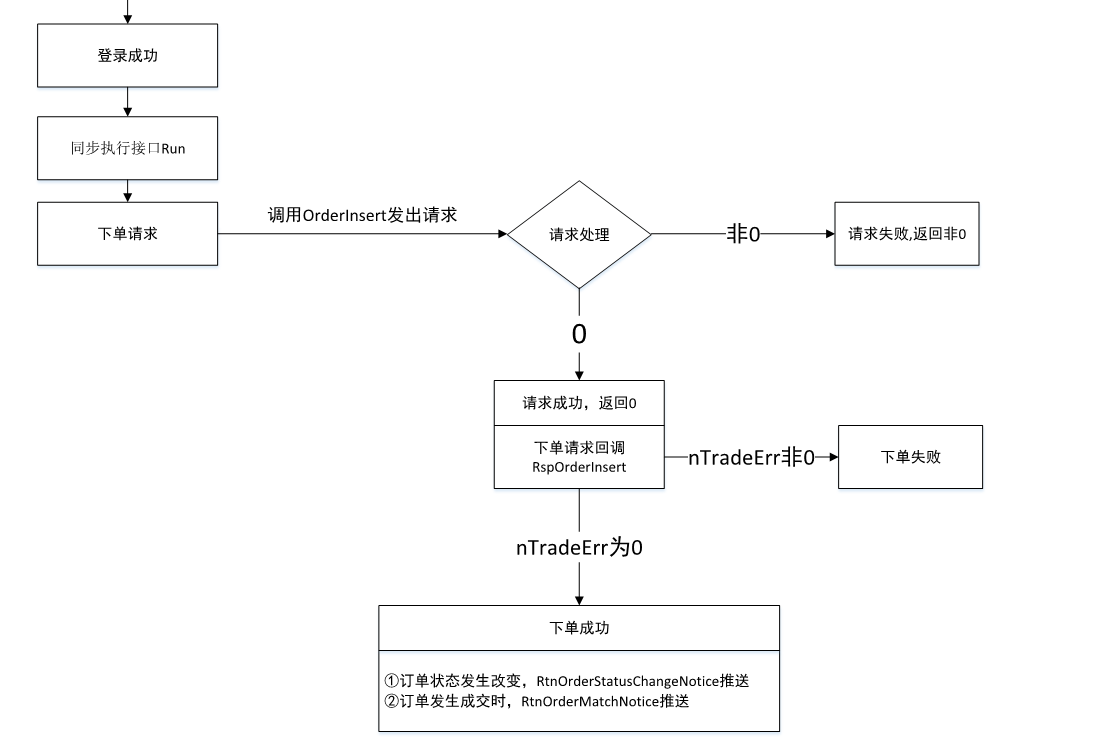 登录成功
同步执行接口Run
下单请求
调用OrderInsert发出请求
请求处理
非0
请求失败,返回非0
0
请求成功，返回0
下单请求回调
RspOrderInsert
nTradeErr非0
下单失败
nTradeErr为0
下单成功
①订单状态发生改变，RtnOrderStatusChangeNotice推送
②订单发生成交时，RtnOrderMatchNotice推送